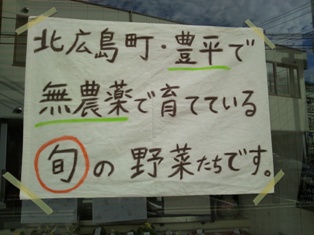 北広島町・豊平で
無農薬で育てている
旬の野菜たちです。